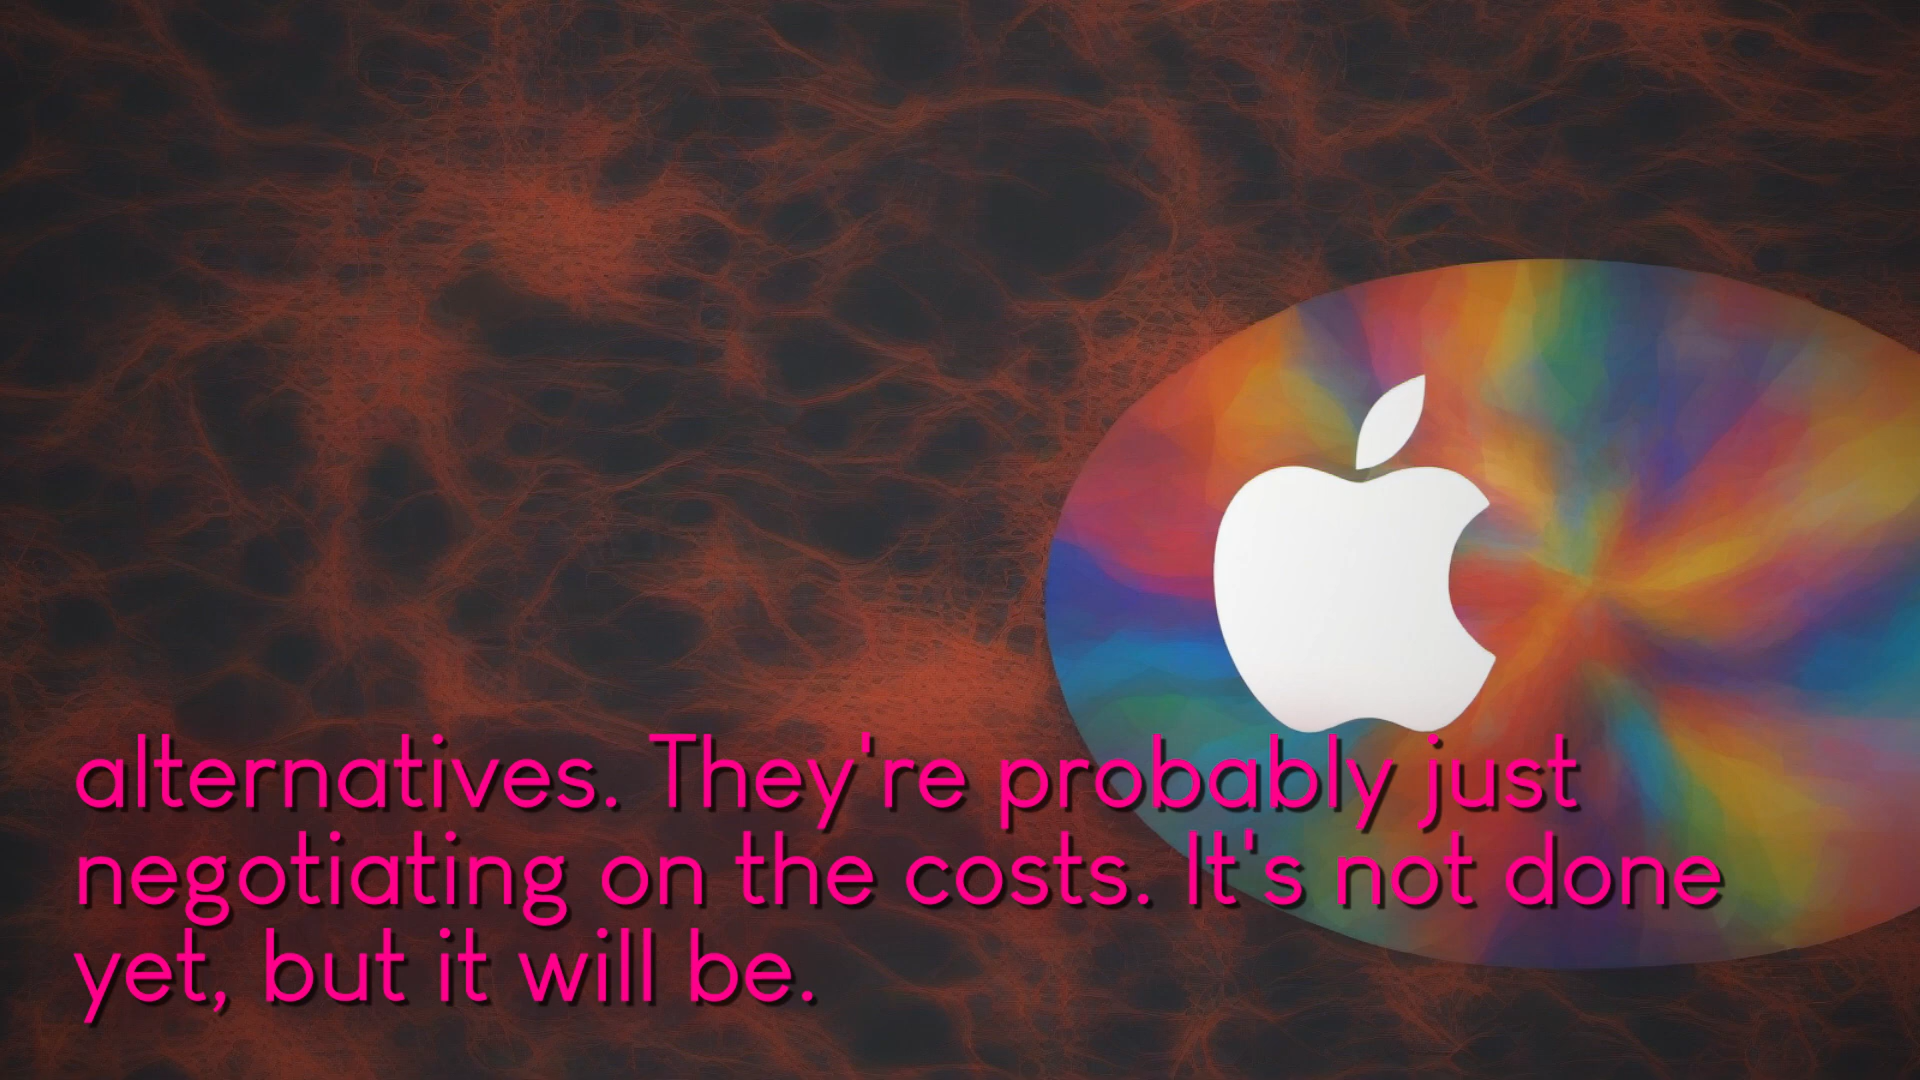 alternatives. They're probably just
negotiating on the costs. It's not done
yet, but it will be.